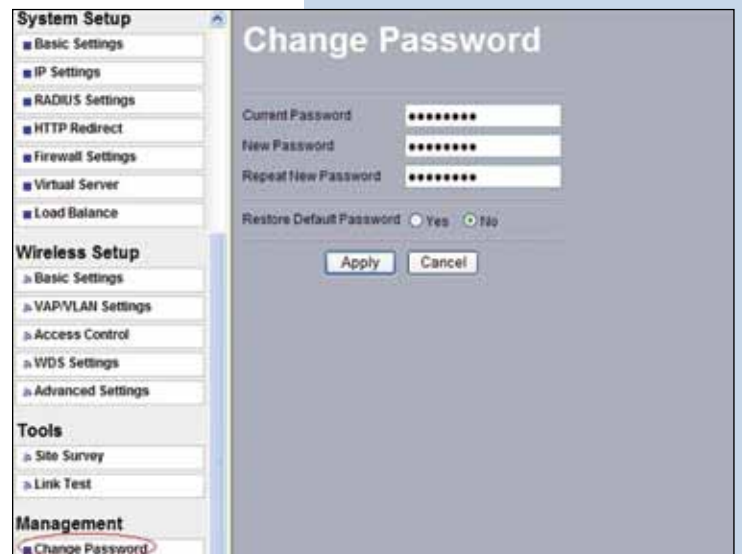 System Setup
Basic Settings
IP Settings
RADIUS Settings
HTTP Redirect
Firewall Settings
Virtual Server
Load Balance
Wireless Setup
Basic Settings
VAP/VLAN Settings
Access Control
WDS Settings
Advanced Settings
Tools
Site Survey
Link Test
Management
Change Password
Change Password
Current Password ●●●●●●●●
New Password ●●●●●●●●
Repeat New Password ●●●●●●●●
Restore Default Password Yes No
Apply Cancel